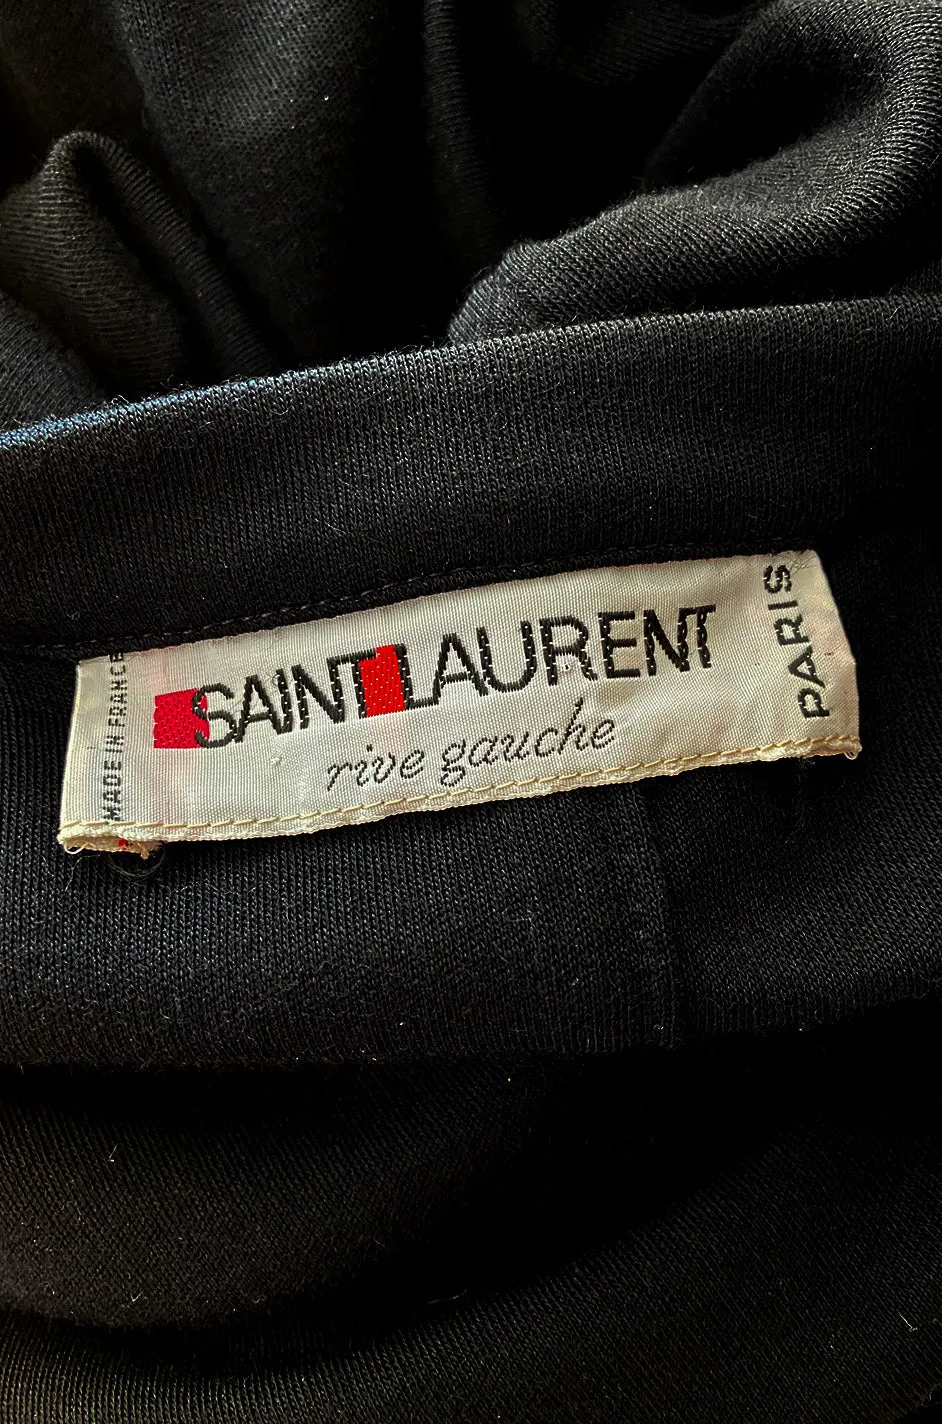 MADE IN FRANCE
SAINT LAURENT
rive gauche
PARIS